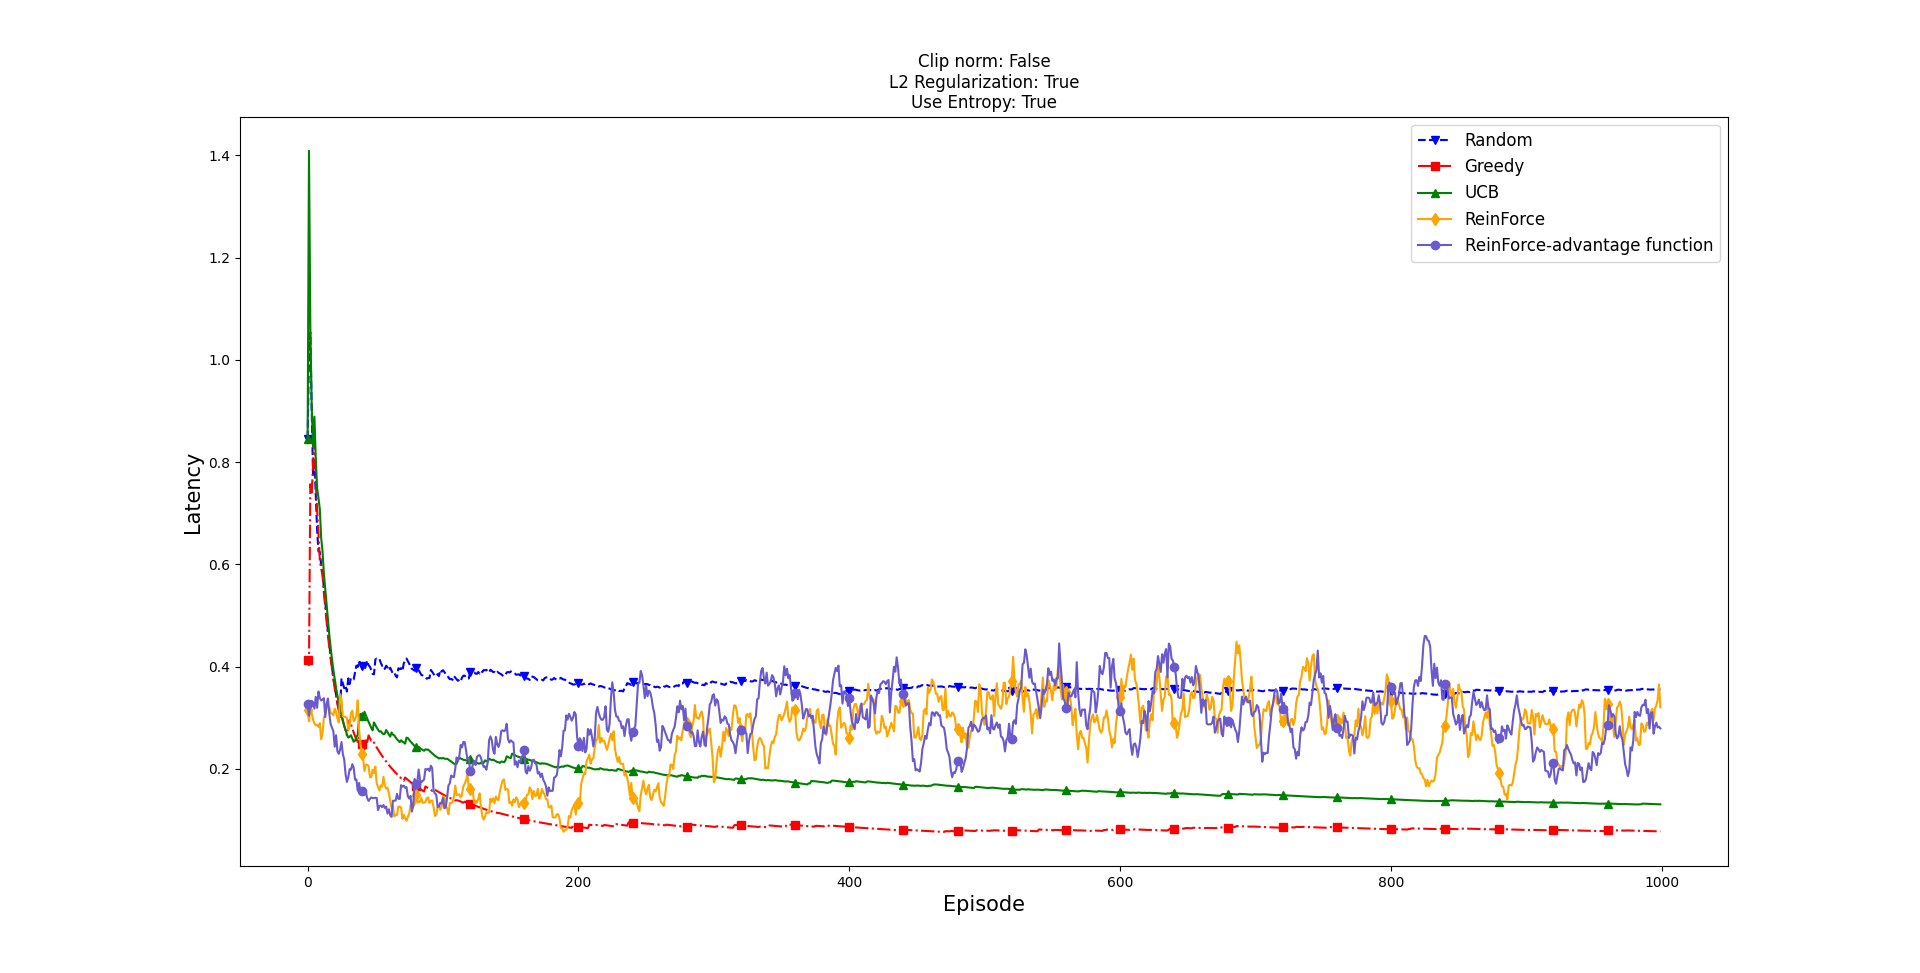 Clip norm: False
L2 Regularization: True
Use Entropy: True
Random
Greedy
UCB
ReinForce
ReinForce-advantage function
Latency
1.4
1.2
1.0
0.8
0.6
0.4
0.2
0
200
400
600
800
1000
Episode